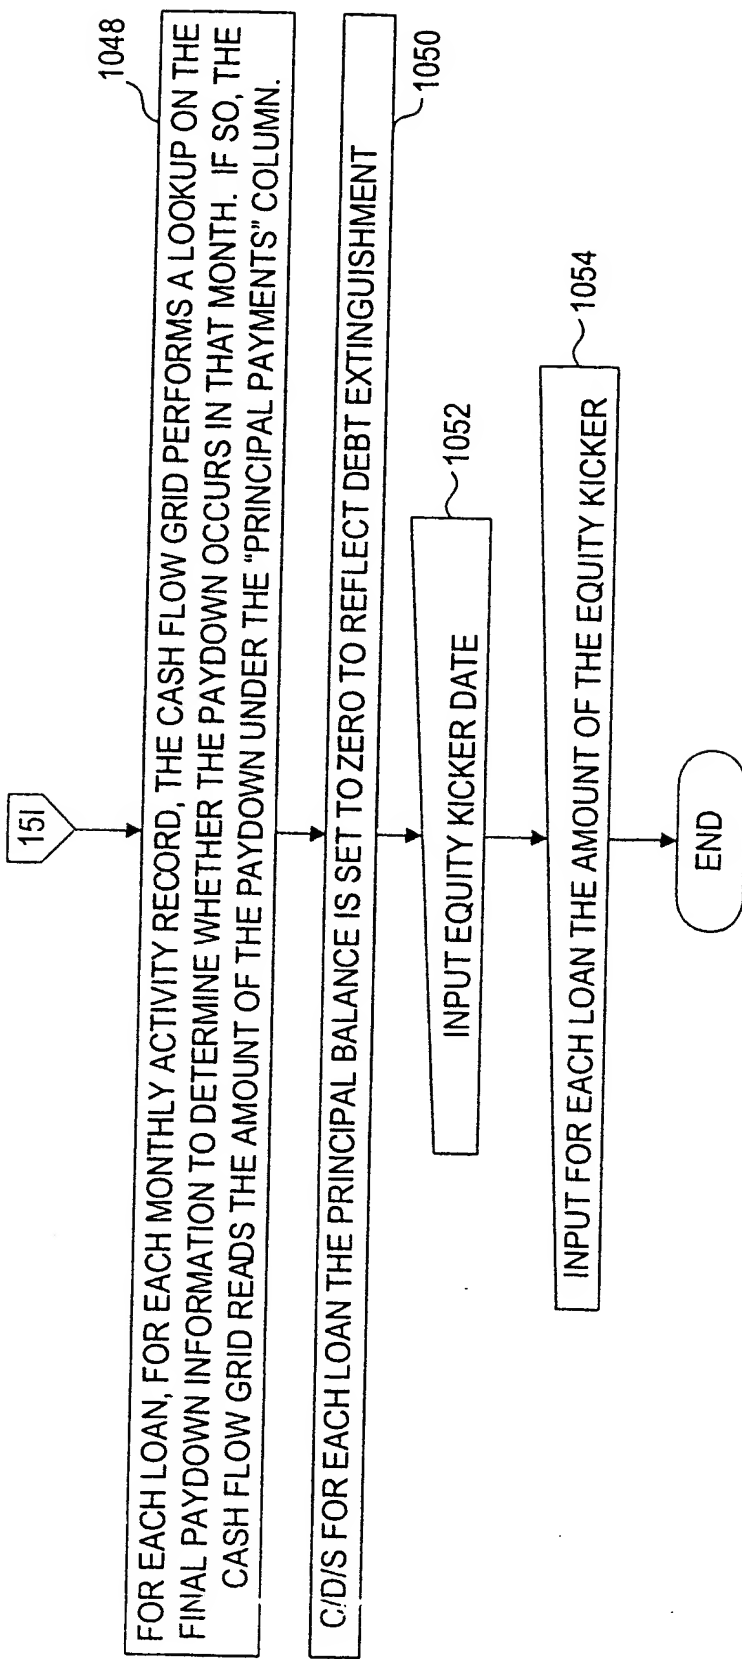 15I
FOR EACH LOAN, FOR EACH MONTHLY ACTIVITY RECORD, THE CASH FLOW GRID PERFORMS A LOOKUP ON THE
FINAL PAYDOWN INFORMATION TO DETERMINE WHETHER THE PAYDOWN OCCURS IN THAT MONTH. IF SO, THE
CASH FLOW GRID READS THE AMOUNT OF THE PAYDOWN UNDER THE "PRINCIPAL PAYMENTS" COLUMN.
1048
C/D/S FOR EACH LOAN THE PRINCIPAL BALANCE IS SET TO ZERO TO REFLECT DEBT EXTINGUISHMENT
1050
INPUT EQUITY KICKER DATE
1052
INPUT FOR EACH LOAN THE AMOUNT OF THE EQUITY KICKER
1054
END